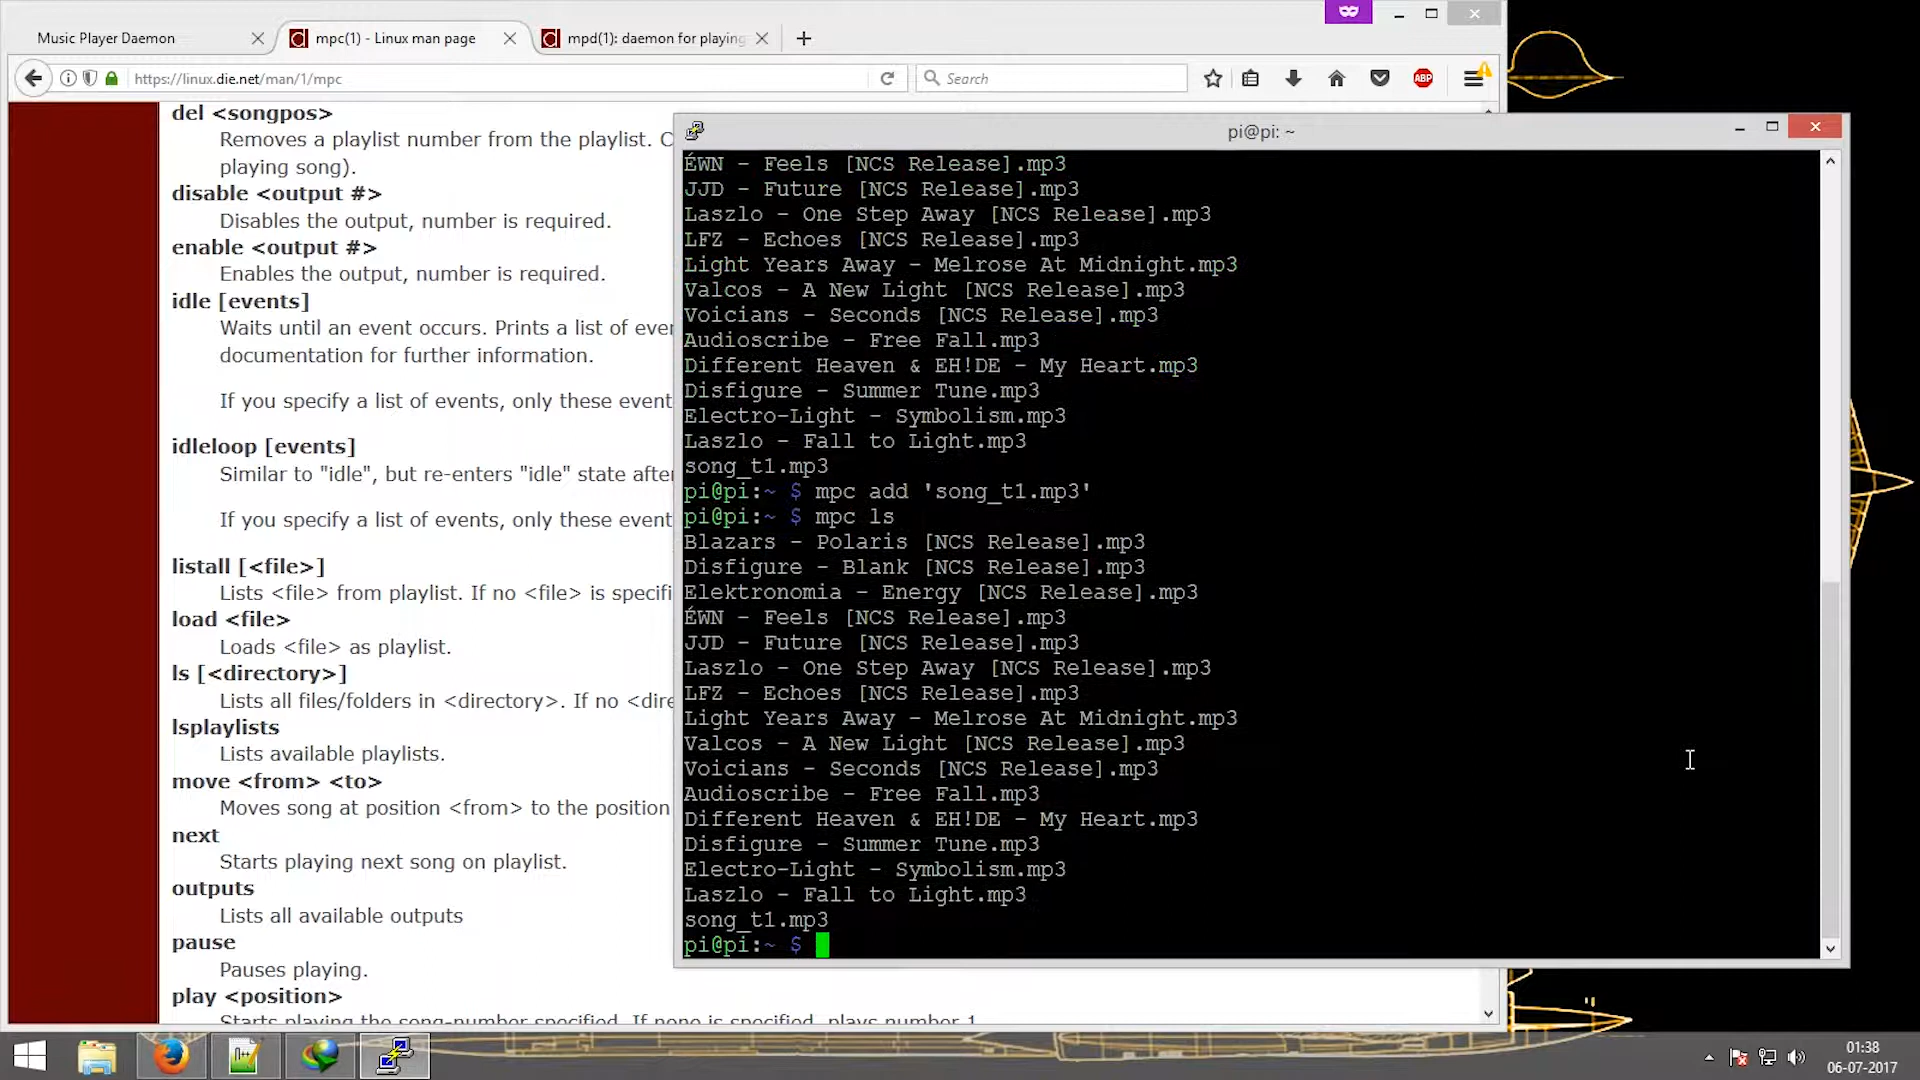 Music Player Daemon
mpc(1) - Linux man page
mpd(1): daemon for playing
https://linux.die.net/man/1/mpc
Search
ABP
del <songpos>
Removes a playlist number from the playlist.
playing song).
disable <output #>
Disables the output, number is required.
enable <output #>
Enables the output, number is required.
idle [events]
Waits until an event occurs. Prints a list of
documentation for further information.
If you specify a list of events, only these event
idleloop [events]
Similar to "idle", but re-enters "idle" state after
If you specify a list of events, only these event
listall [<file>]
Lists <file> from playlist. If no <file> is specifi
load <file>
Loads <file> as playlist.
ls [<directory>]
Lists all files/folders in <directory>. If no <dire
lsplaylists
Lists available playlists.
move <from> <to>
Moves song at position <from> to the position
next
Starts playing next song on playlist.
outputs
Lists all available outputs
pause
Pauses playing.
play <position>
Starts playing the song-number specified. If none is specified, plays number 1
pi@pi: ~
ÉWN - Feels [NCS Release].mp3
JJD - Future [NCS Release].mp3
Laszlo - One Step Away [NCS Release].mp3
LFZ - Echoes [NCS Release].mp3
Light Years Away - Melrose At Midnight.mp3
Valcos - A New Light [NCS Release].mp3
Voicians - Seconds [NCS Release].mp3
Audioscribe - Free Fall.mp3
Different Heaven & EH!DE - My Heart.mp3
Disfigure - Summer Tune.mp3
Electro-Light - Symbolism.mp3
Laszlo - Fall to Light.mp3
song_t1.mp3
pi@pi:~ $ mpc add 'song_t1.mp3'
pi@pi:~ $ mpc ls
Blazars - Polaris [NCS Release].mp3
Disfigure - Blank [NCS Release].mp3
Elektronomia - Energy [NCS Release].mp3
ÉWN - Feels [NCS Release].mp3
JJD - Future [NCS Release].mp3
Laszlo - One Step Away [NCS Release].mp3
LFZ - Echoes [NCS Release].mp3
Light Years Away - Melrose At Midnight.mp3
Valcos - A New Light [NCS Release].mp3
Voicians - Seconds [NCS Release].mp3
Audioscribe - Free Fall.mp3
Different Heaven & EH!DE - My Heart.mp3
Disfigure - Summer Tune.mp3
Electro-Light - Symbolism.mp3
Laszlo - Fall to Light.mp3
song_t1.mp3
pi@pi:~ $
01:38
06-07-2017